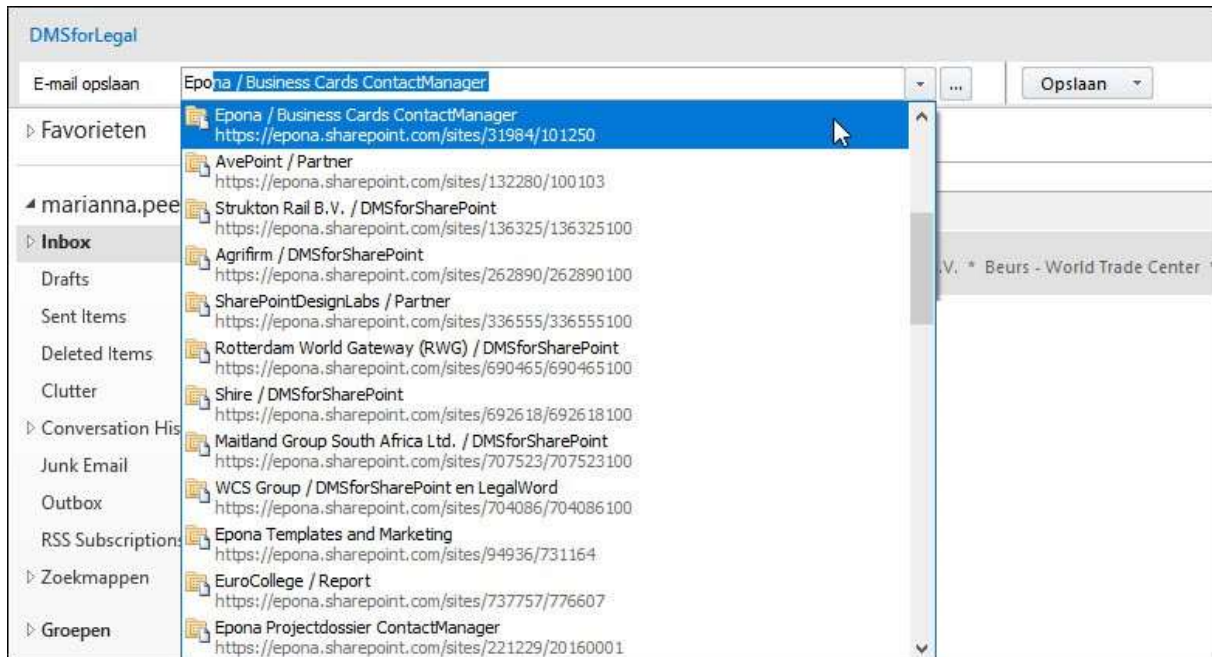 DMSforLegal
E-mail opslaan
Epona / Business Cards ContactManager
...
Opslaan
Favorieten
marianna.pee
Inbox
Drafts
Sent Items
Deleted Items
Clutter
Conversation His
Junk Email
Outbox
RSS Subscriptions
Zoekmappen
Groepen
Epona / Business Cards ContactManager
https://epona.sharepoint.com/sites/31984/101250
AvePoint / Partner
https://epona.sharepoint.com/sites/132280/100103
Strukton Rail B.V. / DMSforSharePoint
https://epona.sharepoint.com/sites/136325/136325100
Agrifirm / DMSforSharePoint
https://epona.sharepoint.com/sites/262890/262890100
SharePointDesignLabs / Partner
https://epona.sharepoint.com/sites/336555/336555100
Rotterdam World Gateway (RWG) / DMSforSharePoint
https://epona.sharepoint.com/sites/690465/690465100
Shire / DMSforSharePoint
https://epona.sharepoint.com/sites/692618/692618100
Maitland Group South Africa Ltd. / DMSforSharePoint
https://epona.sharepoint.com/sites/707523/707523100
WCS Group / DMSforSharePoint en LegalWord
https://epona.sharepoint.com/sites/704086/704086100
Epona Templates and Marketing
https://epona.sharepoint.com/sites/94936/731164
EuroCollege / Report
https://epona.sharepoint.com/sites/737757/776607
Epona Projectdossier ContactManager
https://epona.sharepoint.com/sites/221229/20160001
.V. * Beurs - World Trade Center *